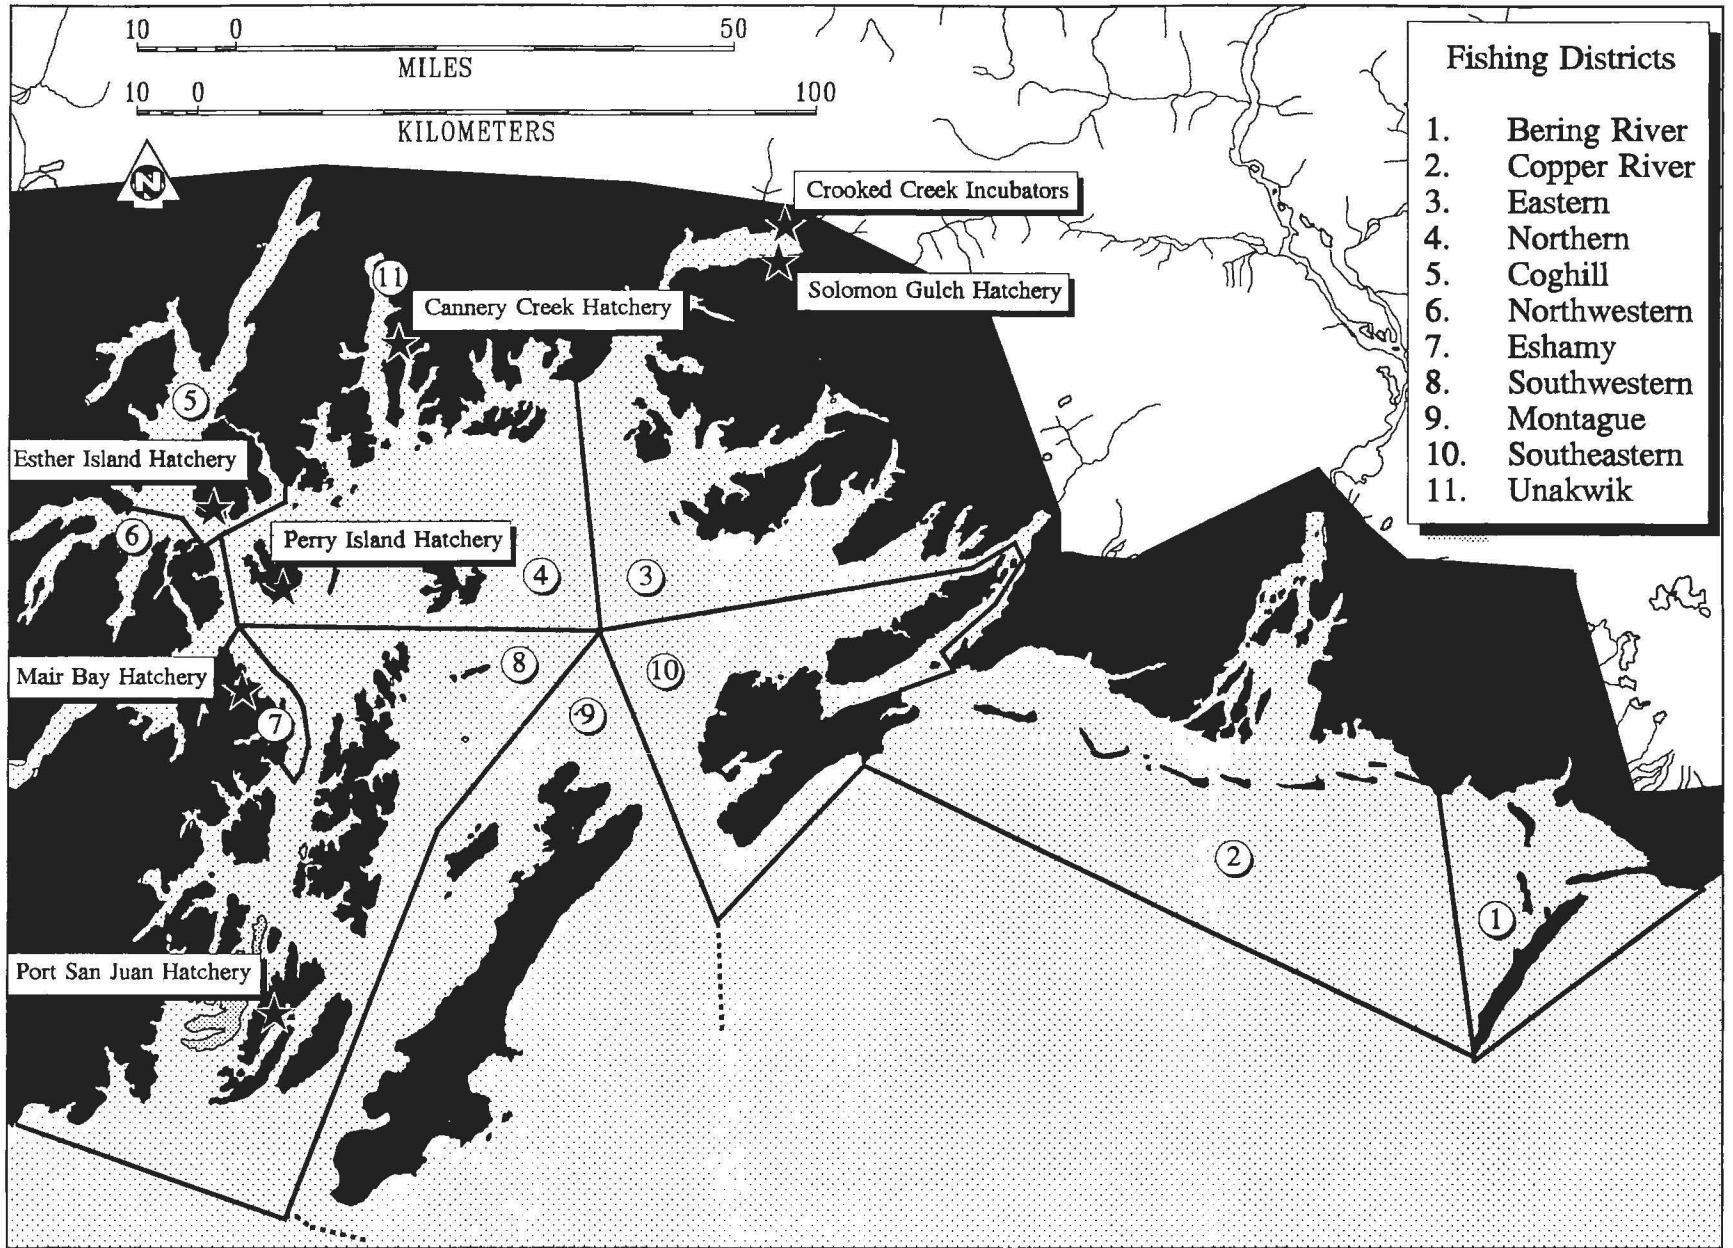 10 0 50
MILES
10 0 100
KILOMETERS
N
Fishing Districts
1. Bering River
2. Copper River
3. Eastern
4. Northern
5. Coghill
6. Northwestern
7. Eshamy
8. Southwestern
9. Montague
10. Southeastern
11. Unakwik
Crooked Creek Incubators
Solomon Gulch Hatchery
11
Cannery Creek Hatchery
5
Esther Island Hatchery
6
Perry Island Hatchery
4
3
8
10
Mair Bay Hatchery
7
9
2
1
Port San Juan Hatchery